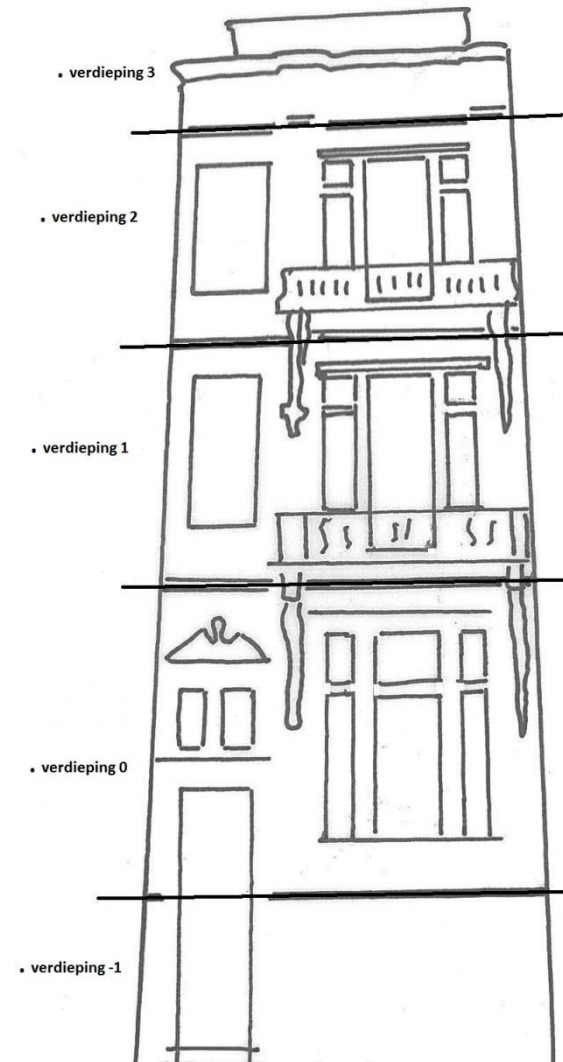 . verdieping 3
. verdieping 2
. verdieping 1
. verdieping 0
. verdieping -1